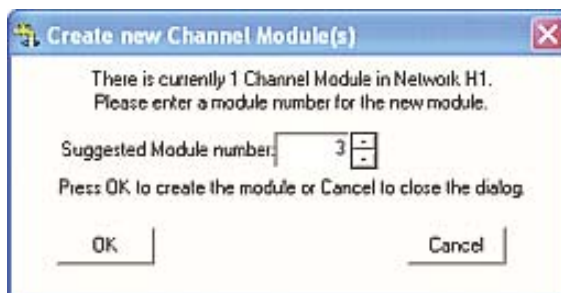 Create new Channel Module(s)
There is currently 1 Channel Module in Network H1.
Please enter a module number for the new module.
Suggested Module number: 3
Press OK to create the module or Cancel to close the dialog.
OK Cancel